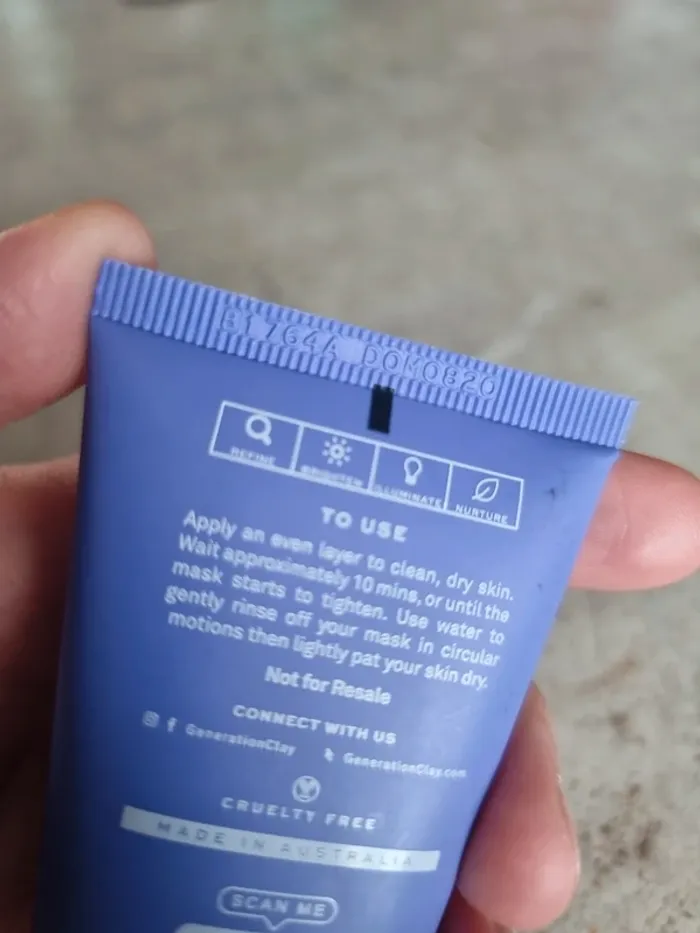 B1764A DOM0820
REFINE BRIGHTEN ILLUMINATE NURTURE
TO USE
Apply an even layer to clean, dry skin.
Wait approximately 10 mins, or until the
mask starts to tighten. Use water to
gently rinse off your mask in circular
motions then lightly pat your skin dry.
Not for Resale
CONNECT WITH US
GenerationClay GenerationClay.com
CRUELTY FREE
MADE IN AUSTRALIA
SCAN ME